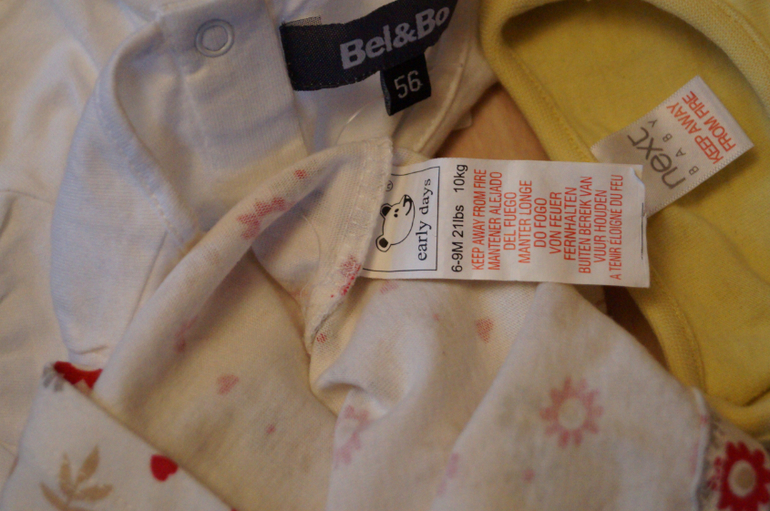 Bel&Bo
56
next
BABY
KEEP AWAY
FROM FIRE
early days
®
6-9M 21lbs 10kg
KEEP AWAY FROM FIRE
MANTENER ALEJADO
DEL FUEGO
MANTER LONGE
DO FOGO
VON FEUER
FERNHALTEN
BUITEN BEREIK VAN
VUUR HOUDEN
A TENIR ELOIGNE DU FEU